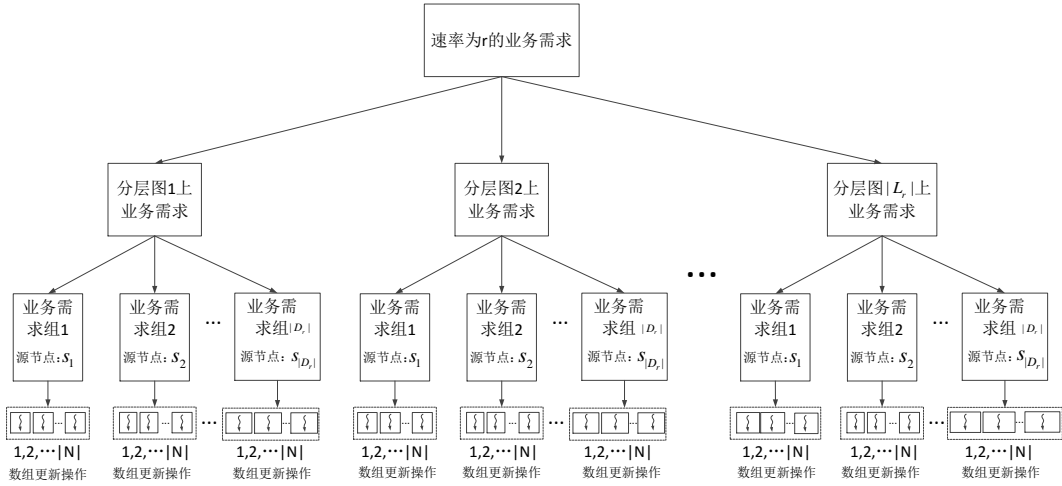 速率为r的业务需求
分层图1上
业务需求
分层图2上
业务需求
分层图|L_r|上
业务需求
...
业务需
求组1
源节点:s_1
业务需
求组2
源节点:s_2
...
业务需
求组|D_r|
源节点:s_{|D_r|}
业务需
求组1
源节点:s_1
业务需
求组2
源节点:s_2
...
业务需
求组|D_r|
源节点:s_{|D_r|}
业务需
求组1
源节点:s_1
业务需
求组2
源节点:s_2
...
业务需
求组|D_r|
源节点:s_{|D_r|}
... ... ... ... ... ... ... ... ... ... ... ...
1,2,···|N|
数组更新操作
1,2,···|N|
数组更新操作
1,2,···|N|
数组更新操作
1,2,···|N|
数组更新操作
1,2,···|N|
数组更新操作
1,2,···|N|
数组更新操作
1,2,···|N|
数组更新操作
1,2,···|N|
数组更新操作
1,2,···|N|
数组更新操作